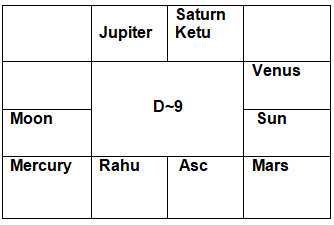 Jupiter
Saturn
Ketu
Venus
D~9
Moon
Sun
Mercury
Rahu
Asc
Mars